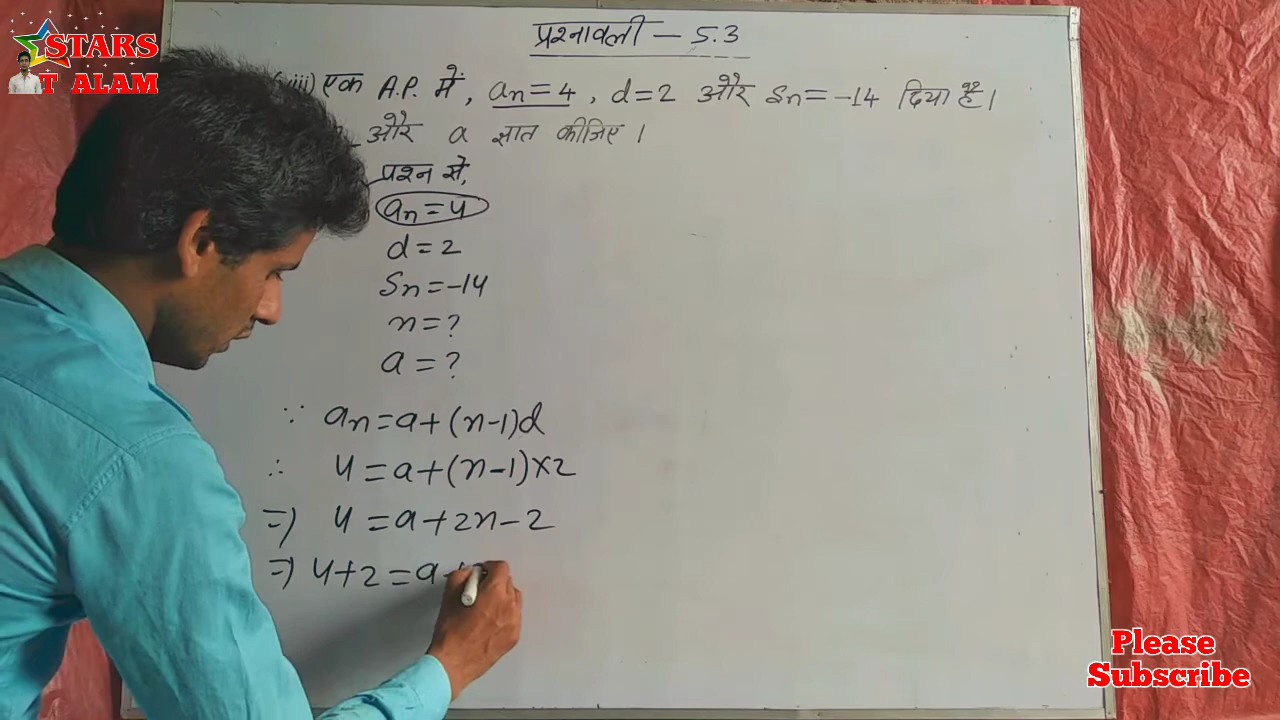 STARS
T ALAM
प्रश्नावली - 5.3
viii) एक A.P. में, an = 4, d = 2 और Sn = -14 दिया है।
और a ज्ञात कीजिए।
प्रश्न से,
an = 4
d = 2
Sn = -14
n = ?
a = ?
∵ an = a + (n-1)d
∴ 4 = a + (n-1)×2
⇒ 4 = a + 2n - 2
⇒ 4 + 2 = a +
Please
Subscribe